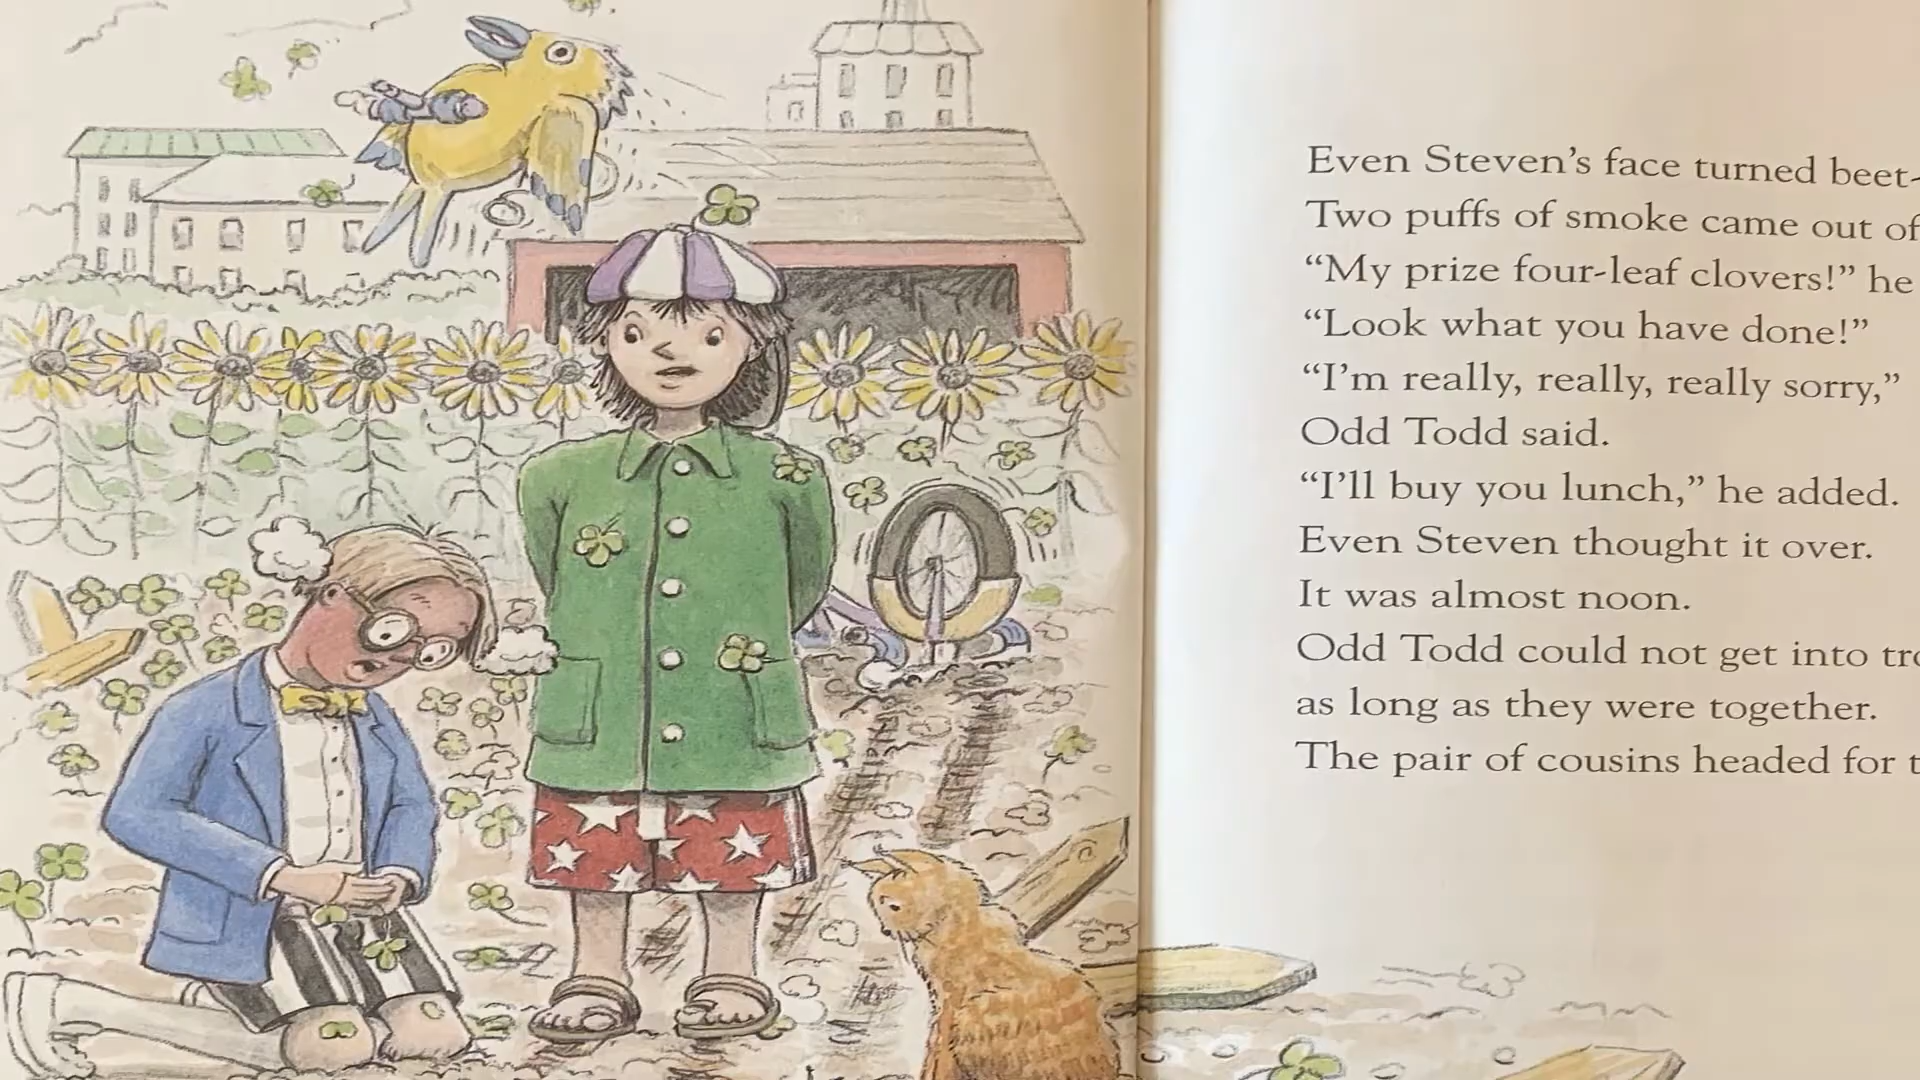 Even Steven's face turned beet-
Two puffs of smoke came out of
“My prize four-leaf clovers!” he
“Look what you have done!”
“I'm really, really, really sorry,”
Odd Todd said.
“I'll buy you lunch,” he added.
Even Steven thought it over.
It was almost noon.
Odd Todd could not get into
as long as they were together.
The pair of cousins headed for